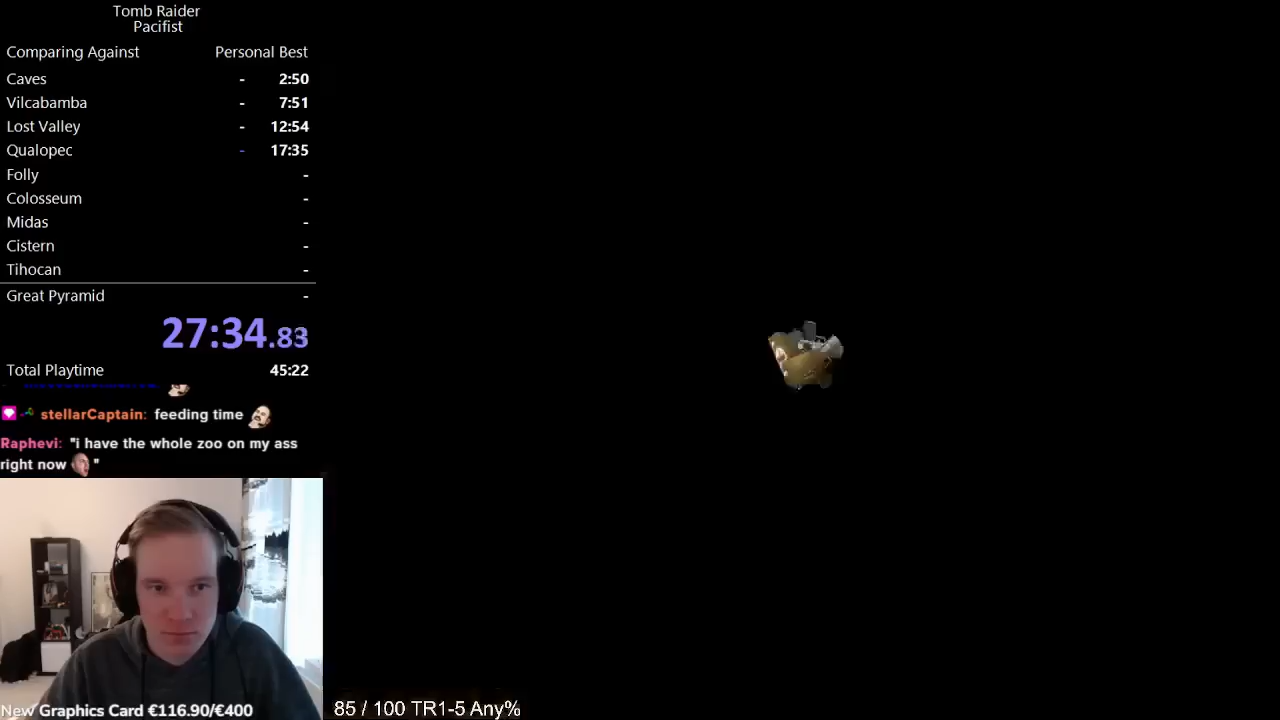 Tomb Raider
Pacifist
Comparing Against Personal Best
Caves - 2:50
Vilcabamba - 7:51
Lost Valley - 12:54
Qualopec - 17:35
Folly -
Colosseum -
Midas -
Cistern -
Tihocan -
Great Pyramid -
27:34.83
Total Playtime 45:22
stellarCaptain: feeding time
Raphevi: "i have the whole zoo on my ass
right now "
New Graphics Card €116.90/€400
85 / 100 TR1-5 Any%